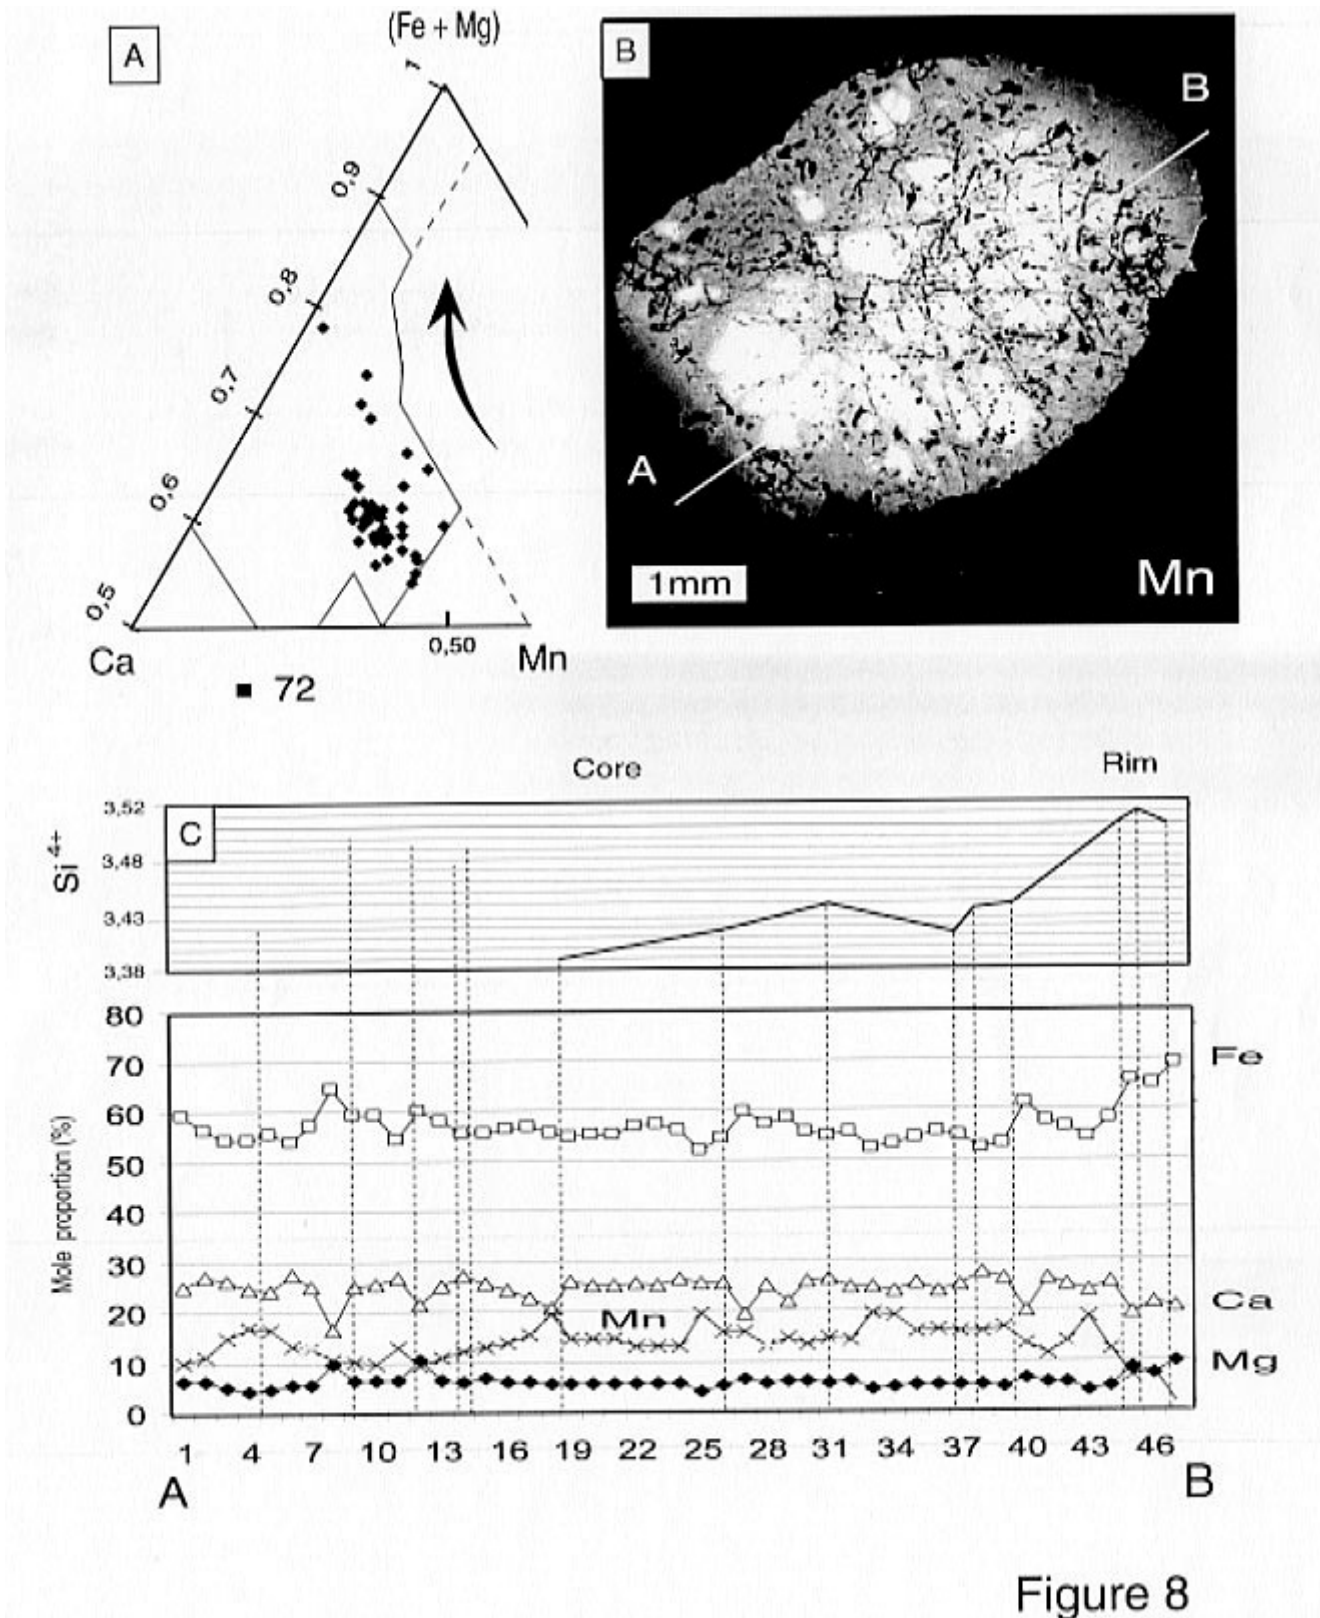 A
(Fe + Mg)
1
0,9
0,8
0,7
0,6
0,5
0,50
Ca
Mn
72
B
B
A
1mm
Mn
Core
Rim
C
Si 4+
3,52
3,48
3,43
3,38
Mole proportion (%)
80
70
60
50
40
30
20
10
0
Fe
Ca
Mn
Mg
1 4 7 10 13 16 19 22 25 28 31 34 37 40 43 46
A B
Figure 8